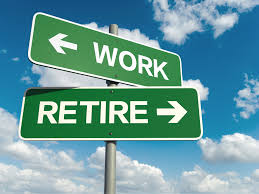 ← WORK
RETIRE →